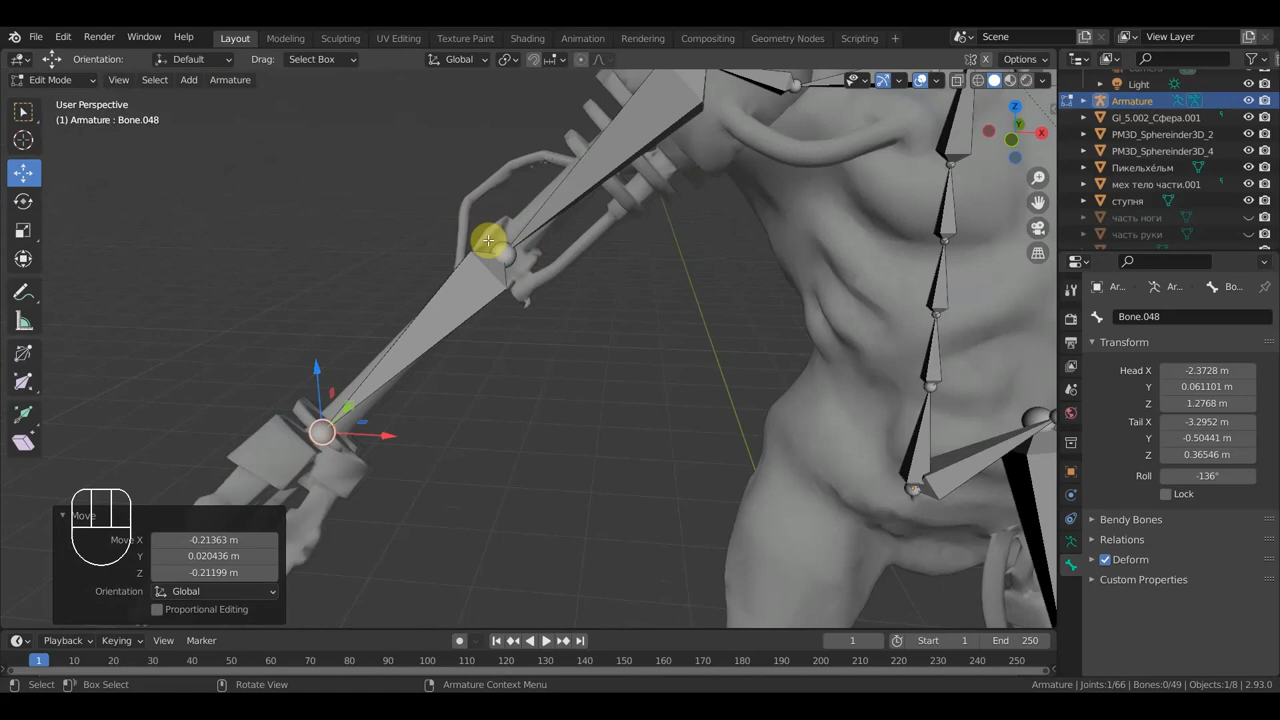 File Edit Render Window Help Layout Modeling Sculpting UV Editing Texture Paint Shading Animation Rendering Compositing Geometry Nodes Scripting + Scene View Layer
Orientation: Default Drag: Select Box Global X Options
Edit Mode View Select Add Armature
User Perspective
(1) Armature : Bone.048
Z
Y
X
Light
Armature
GI_5.002_Сфера.001
PM3D_Sphereinder3D_2
PM3D_Sphereinder3D_4
Пикельхéльм
мех тело части.001
ступня
часть ноги
часть руки
Ar... Ar... Bo...
Bone.048
Transform
Head X -2.3728 m
Y 0.061101 m
Z 1.2768 m
Tail X -3.2952 m
Y -0.50441 m
Z 0.36546 m
Roll -136°
Lock
Bendy Bones
Relations
Deform
Custom Properties
Move
Move X -0.21363 m
Y 0.020436 m
Z -0.21199 m
Orientation Global
Proportional Editing
Playback Keying View Marker 1 Start 1 End 250
1 10 20 30 40 50 60 70 80 90 100 110 120 130 140 150 160 170 180 190 200 210 220 230 240 250
Select Box Select Rotate View Armature Context Menu Armature | Joints:1/66 | Bones:0/49 | Objects:1/8 | 2.93.0